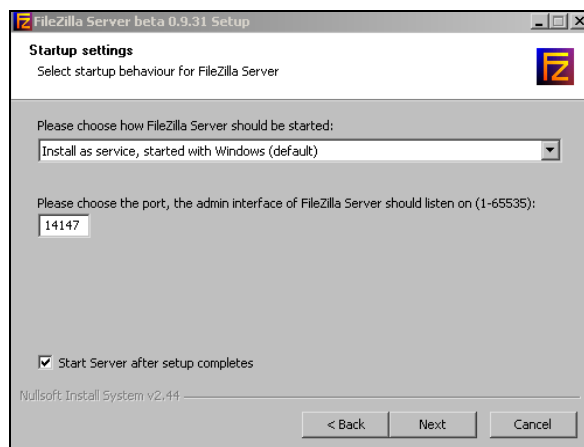 FileZilla Server beta 0.9.31 Setup
Startup settings
Select startup behaviour for FileZilla Server
FZ
Please choose how FileZilla Server should be started:
Install as service, started with Windows (default)
Please choose the port, the admin interface of FileZilla Server should listen on (1-65535):
14147
Start Server after setup completes
Nullsoft Install System v2.44
< Back
Next
Cancel